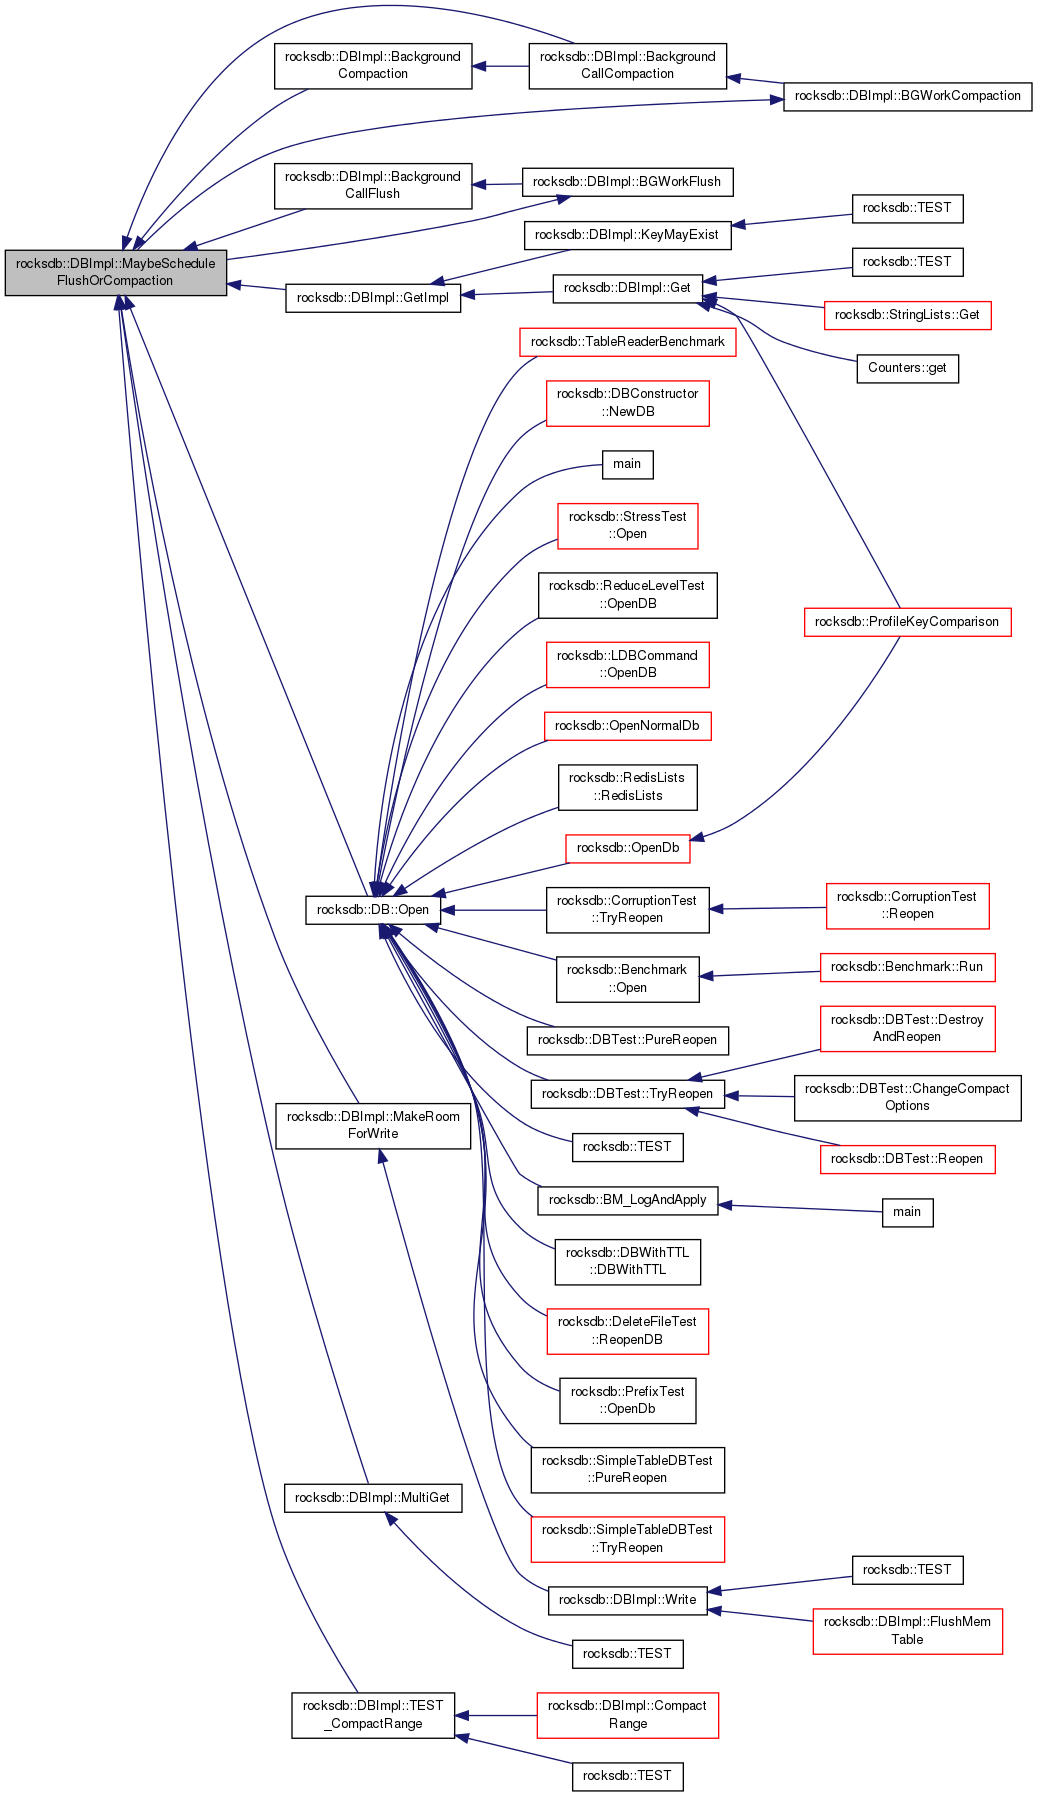 rocksdb::DBImpl::Background
Compaction
rocksdb::DBImpl::Background
CallCompaction
rocksdb::DBImpl::BGWorkCompaction
rocksdb::DBImpl::Background
CallFlush
rocksdb::DBImpl::BGWorkFlush
rocksdb::TEST
rocksdb::DBImpl::KeyMayExist
rocksdb::DBImpl::MaybeSchedule
FlushOrCompaction
rocksdb::TEST
rocksdb::DBImpl::GetImpl
rocksdb::DBImpl::Get
rocksdb::StringLists::Get
rocksdb::TableReaderBenchmark
Counters::get
rocksdb::DBConstructor
::NewDB
main
rocksdb::StressTest
::Open
rocksdb::ReduceLevelTest
::OpenDB
rocksdb::ProfileKeyComparison
rocksdb::LDBCommand
::OpenDB
rocksdb::OpenNormalDb
rocksdb::RedisLists
::RedisLists
rocksdb::OpenDb
rocksdb::DB::Open
rocksdb::CorruptionTest
::TryReopen
rocksdb::CorruptionTest
::Reopen
rocksdb::Benchmark
::Open
rocksdb::Benchmark::Run
rocksdb::DBTest::PureReopen
rocksdb::DBTest::Destroy
AndReopen
rocksdb::DBTest::TryReopen
rocksdb::DBTest::ChangeCompact
Options
rocksdb::DBImpl::MakeRoom
ForWrite
rocksdb::TEST
rocksdb::DBTest::Reopen
rocksdb::BM_LogAndApply
main
rocksdb::DBWithTTL
::DBWithTTL
rocksdb::DeleteFileTest
::ReopenDB
rocksdb::PrefixTest
::OpenDb
rocksdb::SimpleTableDBTest
::PureReopen
rocksdb::DBImpl::MultiGet
rocksdb::SimpleTableDBTest
::TryReopen
rocksdb::TEST
rocksdb::DBImpl::Write
rocksdb::DBImpl::FlushMem
Table
rocksdb::TEST
rocksdb::DBImpl::TEST
_CompactRange
rocksdb::DBImpl::Compact
Range
rocksdb::TEST